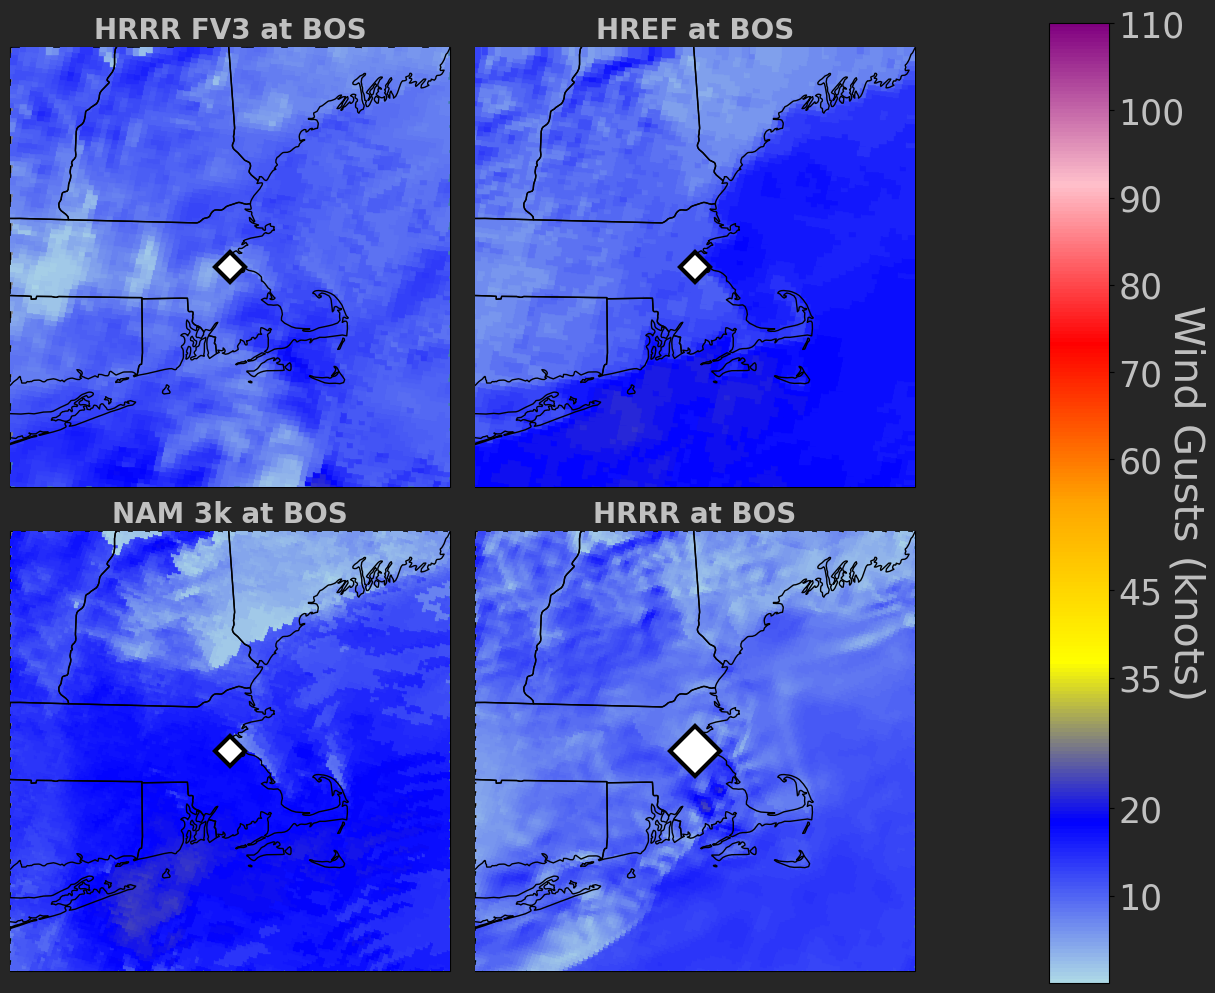 HRRR FV3 at BOS
HREF at BOS
NAM 3k at BOS
HRRR at BOS
110
100
90
80
70
60
45
35
20
10
Wind Gusts (knots)